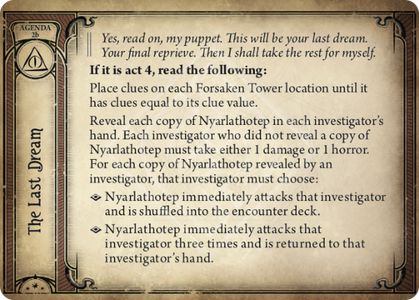 AGENDA
2b
The Last Dream
Yes, read on, my puppet. This will be your last dream.
Your final reprieve. Then I shall take the rest for myself.
If it is act 4, read the following:
Place clues on each Forsaken Tower location until it
has clues equal to its clue value.
Reveal each copy of Nyarlathotep in each investigator's
hand. Each investigator who did not reveal a copy of
Nyarlathotep must take either 1 damage or 1 horror.
For each copy of Nyarlathotep revealed by an
investigator, that investigator must choose:
Nyarlathotep immediately attacks that investigator
and is shuffled into the encounter deck.
Nyarlathotep immediately attacks that
investigator three times and is returned to that
investigator's hand.